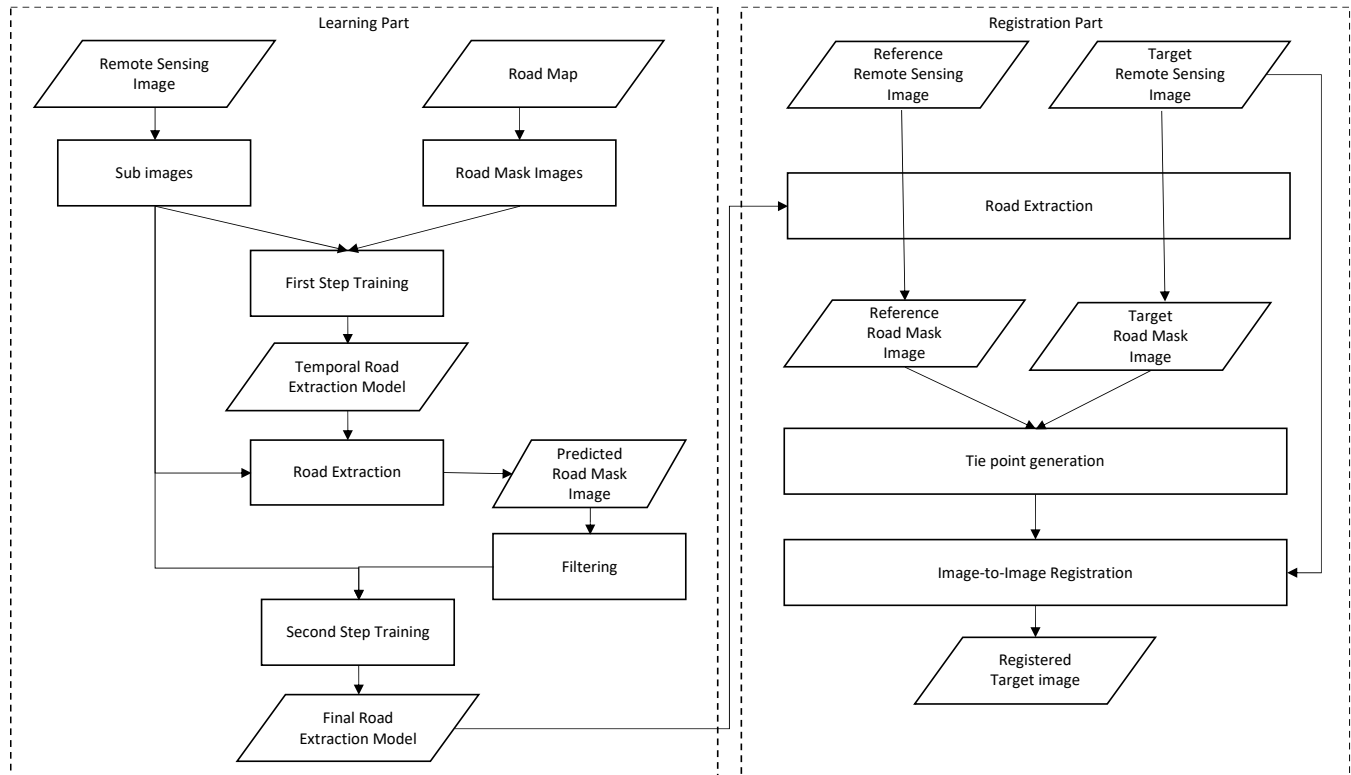 Learning Part
Remote Sensing
Image
Road Map
Sub images
Road Mask Images
First Step Training
Temporal Road
Extraction Model
Road Extraction
Predicted
Road Mask
Image
Filtering
Second Step Training
Final Road
Extraction Model
Registration Part
Reference
Remote Sensing
Image
Target
Remote Sensing
Image
Road Extraction
Reference
Road Mask
Image
Target
Road Mask
Image
Tie point generation
Image-to-Image Registration
Registered
Target image